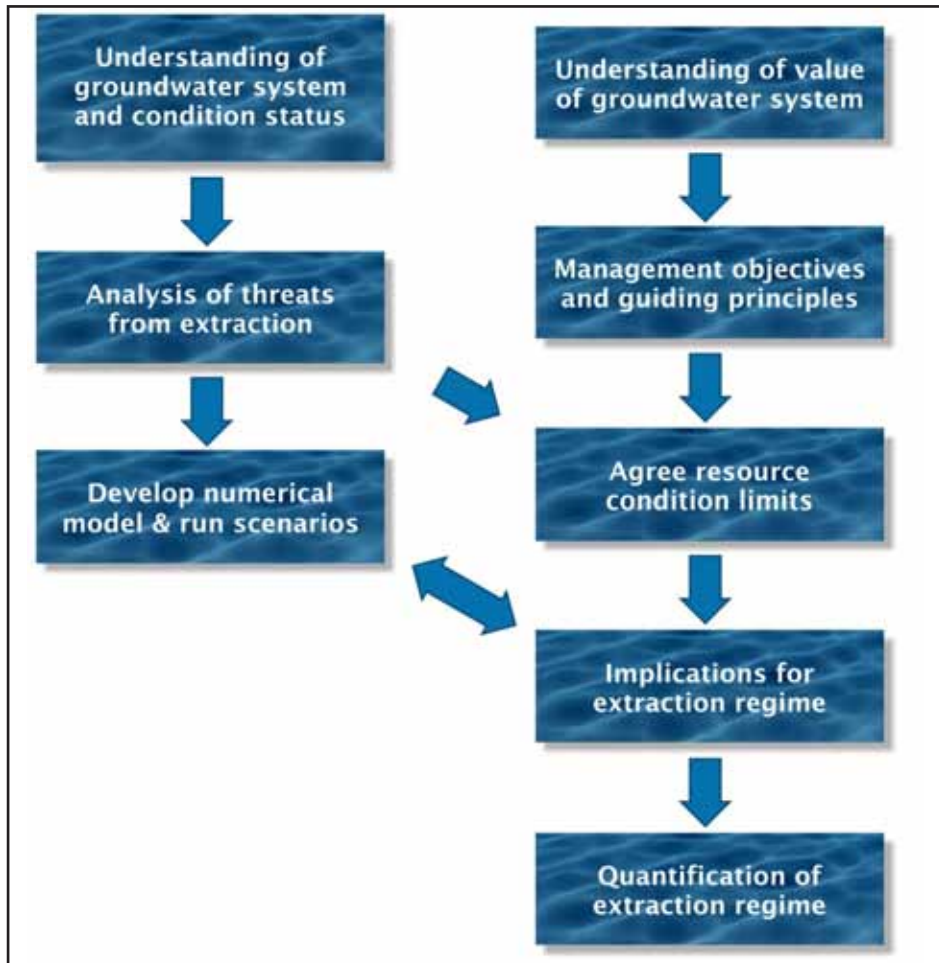 Understanding of
groundwater system
and condition status
Analysis of threats
from extraction
Develop numerical
model & run scenarios
Understanding of value
of groundwater system
Management objectives
and guiding principles
Agree resource
condition limits
Implications for
extraction regime
Quantification of
extraction regime